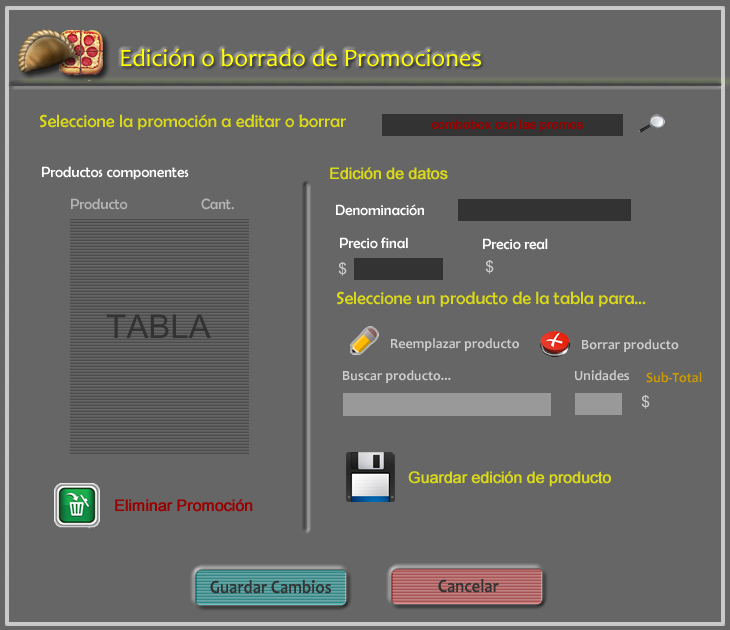 Edición o borrado de Promociones
Seleccione la promoción a editar o borrar
combobox con las promos
Productos componentes
Producto Cant.
TABLA
Eliminar Promoción
Edición de datos
Denominación
Precio final Precio real
$ $
Seleccione un producto de la tabla para...
Reemplazar producto Borrar producto
Buscar producto... Unidades Sub-Total
$
Guardar edición de producto
Guardar Cambios Cancelar